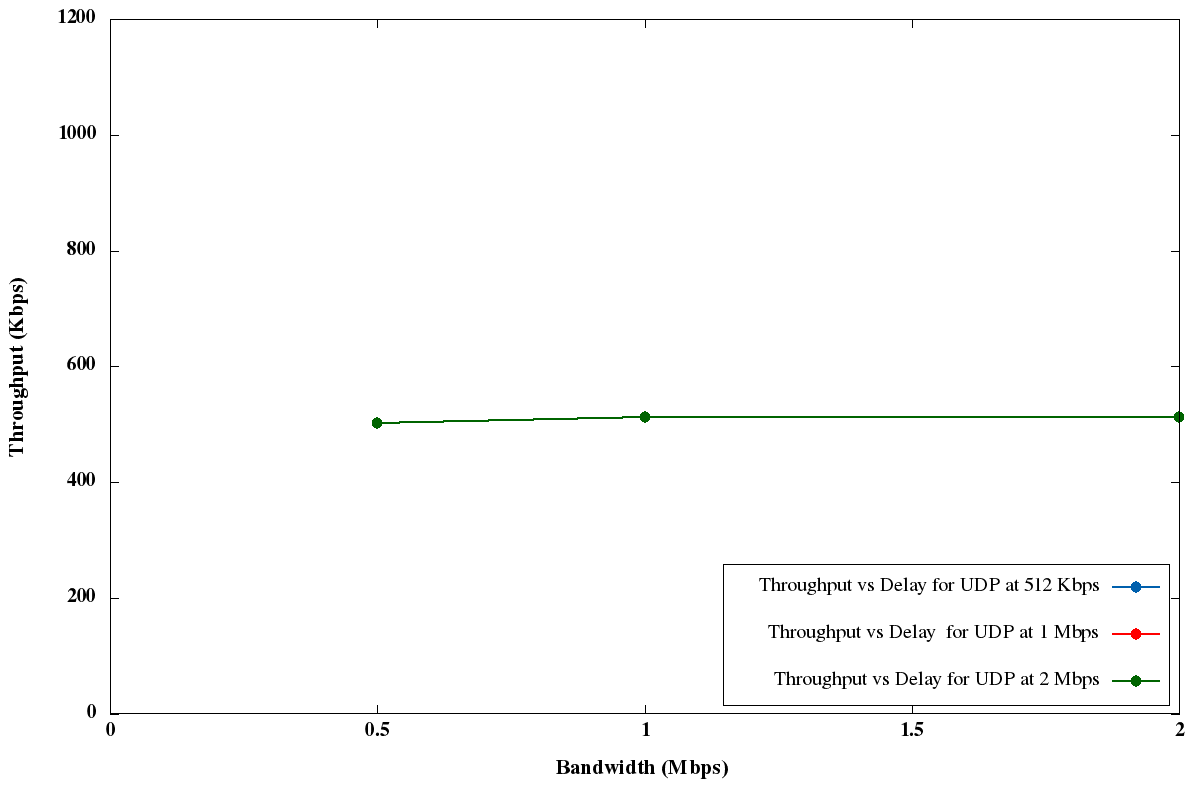 1200
1000
800
600
400
200
0
Throughput (Kbps)
0 0.5 1 1.5 2
Bandwidth (Mbps)
Throughput vs Delay for UDP at 512 Kbps
Throughput vs Delay  for UDP at 1 Mbps
Throughput vs Delay for UDP at 2 Mbps